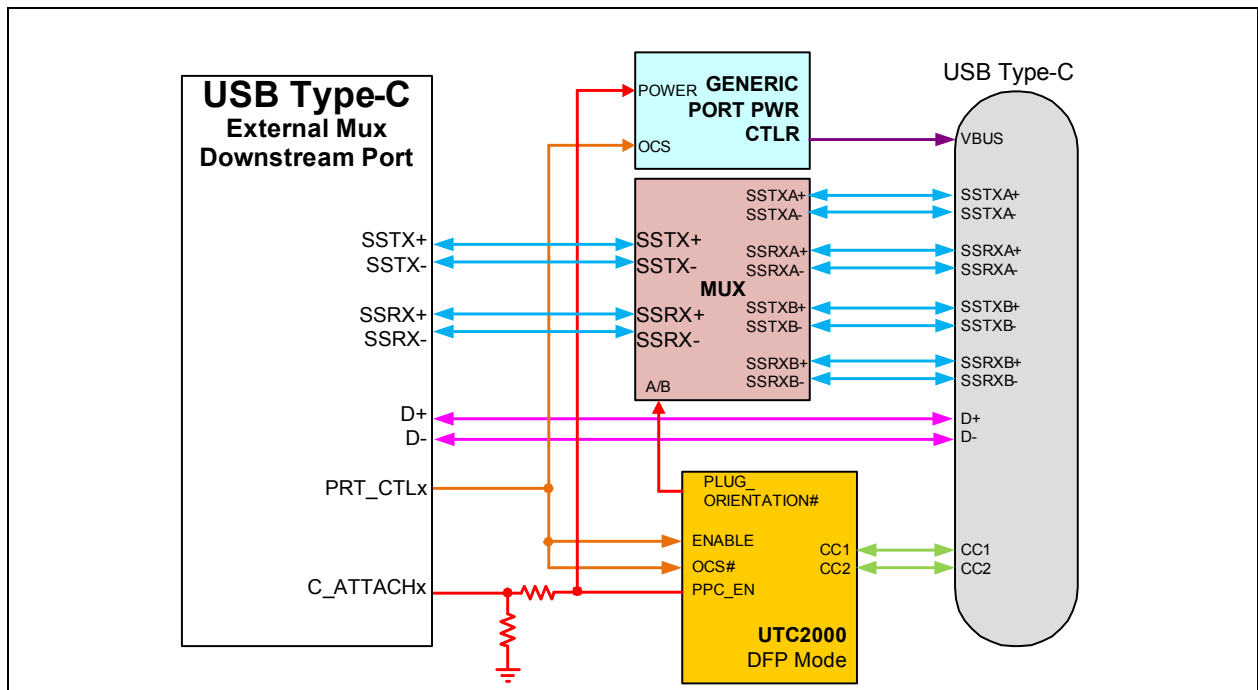 USB Type-C
External Mux
Downstream Port
SSTX+
SSTX-
SSRX+
SSRX-
D+
D-
PRT_CTLx
C_ATTACHx
POWER
GENERIC
PORT PWR
CTLR
OCS
SSTX+
SSTX-
SSRX+
SSRX-
MUX
A/B
SSTXA+
SSTXA-
SSRXA+
SSRXA-
SSTXB+
SSTXB-
SSRXB+
SSRXB-
PLUG_
ORIENTATION#
ENABLE
OCS#
PPC_EN
CC1
CC2
UTC2000
DFP Mode
USB Type-C
VBUS
SSTXA+
SSTXA-
SSRXA+
SSRXA-
SSTXB+
SSTXB-
SSRXB+
SSRXB-
D+
D-
CC1
CC2